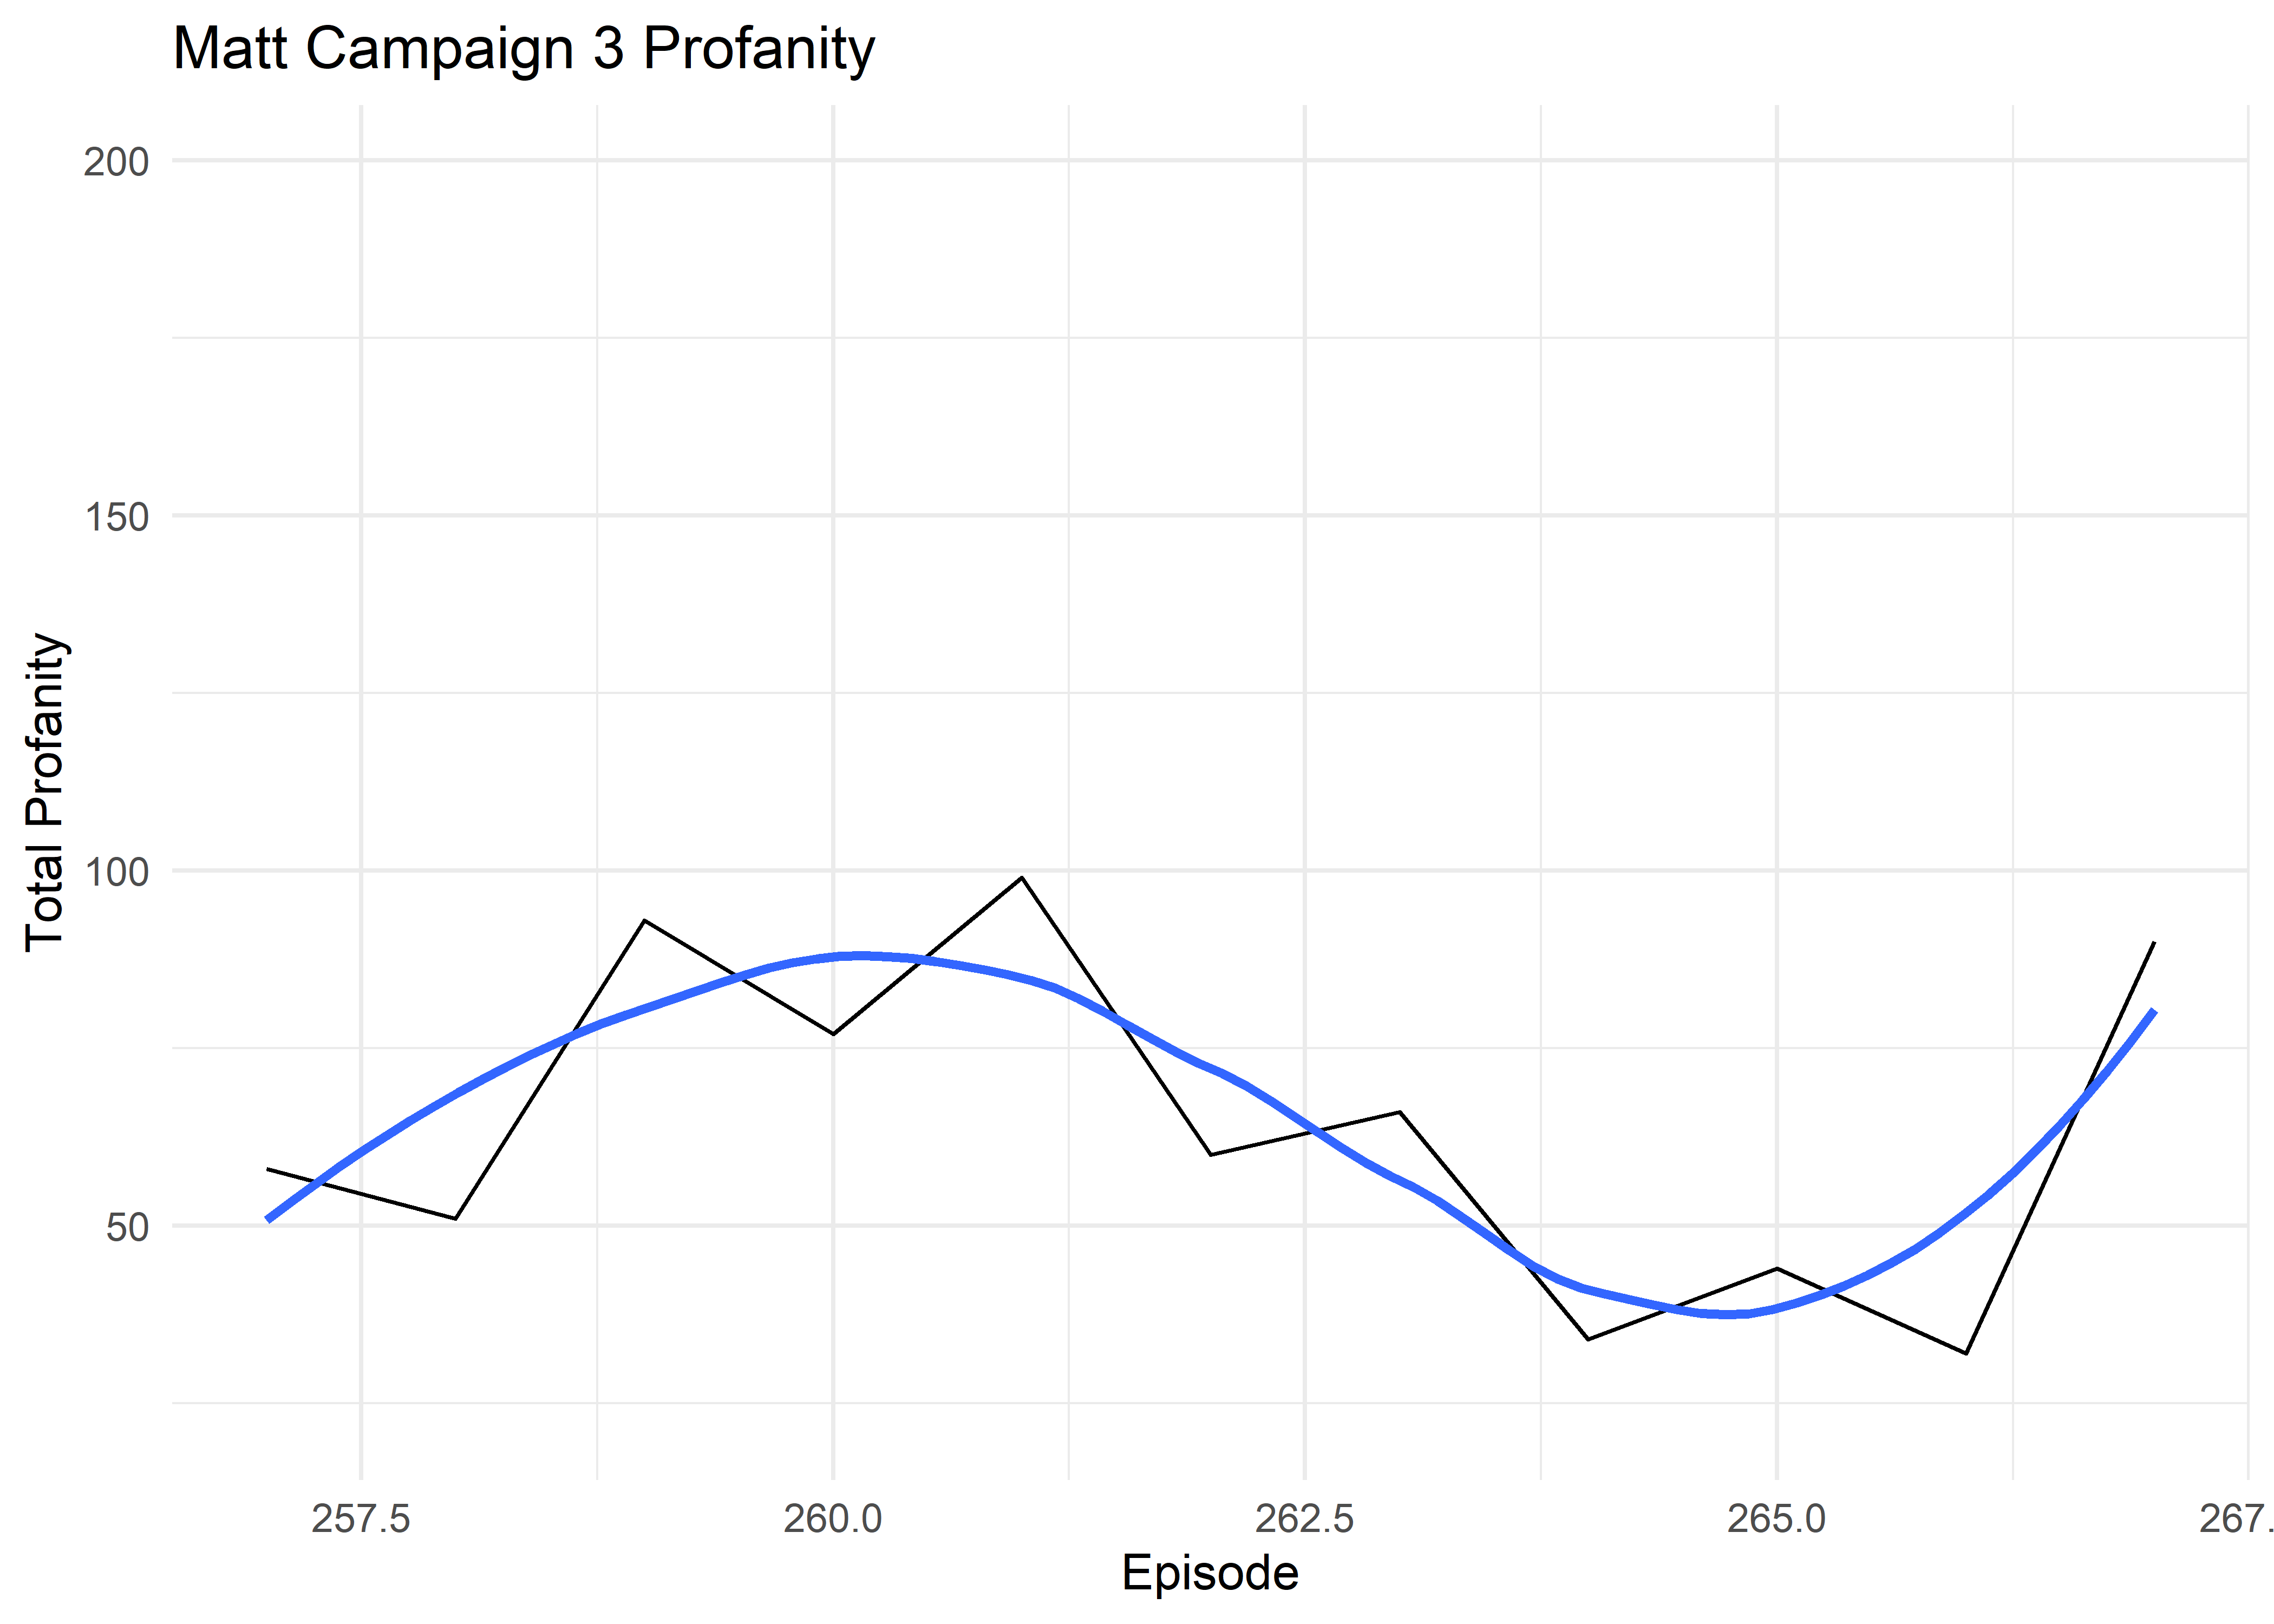 Matt Campaign 3 Profanity
200
150
100
50
Total Profanity
257.5 260.0 262.5 265.0 267.
Episode